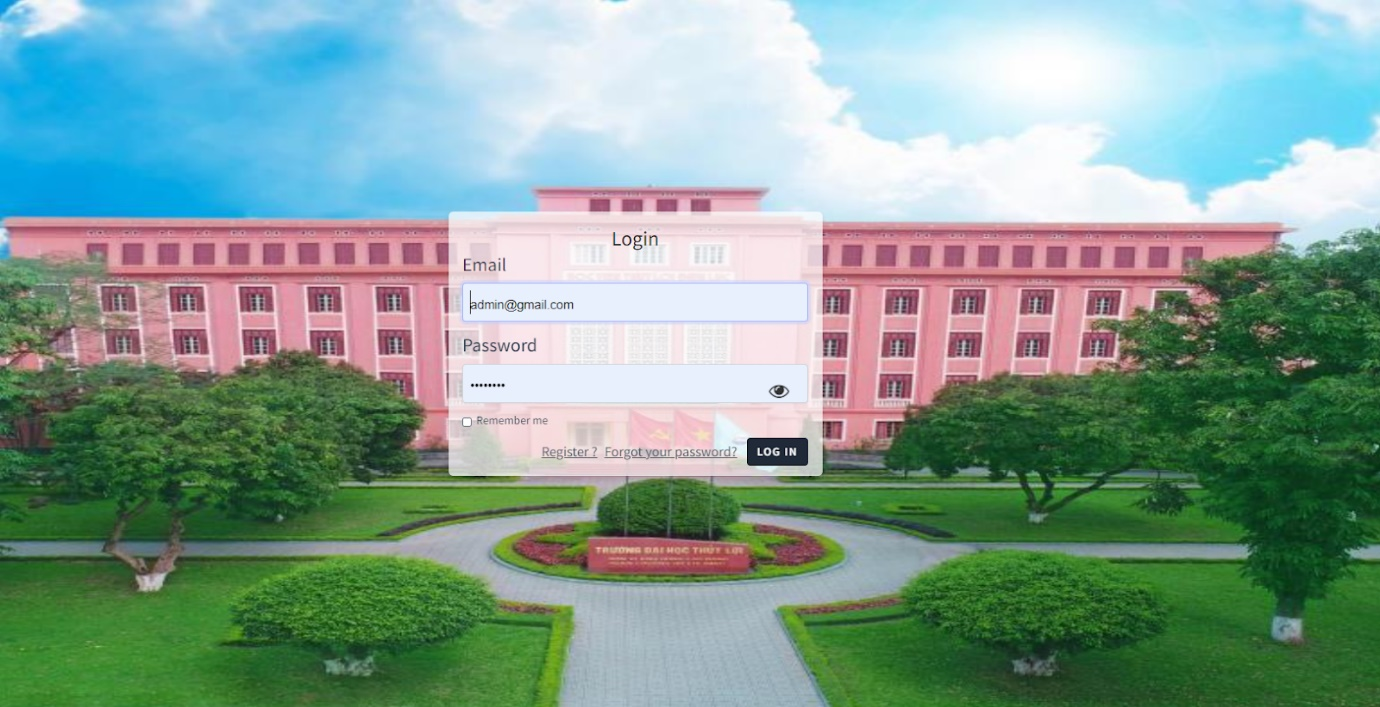 Login
Email
admin@gmail.com
Password
••••••••
Remember me
Register ? Forgot your password? LOG IN
TRƯỜNG ĐẠI HỌC THỦY LỢI